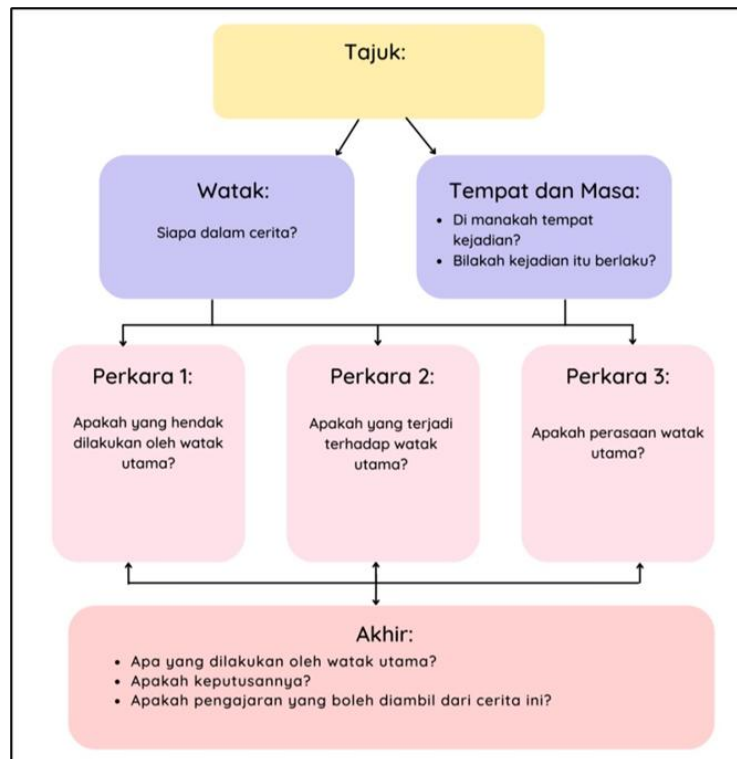 Tajuk:
Watak:
Siapa dalam cerita?
Tempat dan Masa:
• Di manakah tempat
kejadian?
• Bilakah kejadian itu berlaku?
Perkara 1:
Apakah yang hendak
dilakukan oleh watak
utama?
Perkara 2:
Apakah yang terjadi
terhadap watak
utama?
Perkara 3:
Apakah perasaan watak
utama?
Akhir:
• Apa yang dilakukan oleh watak utama?
• Apakah keputusannya?
• Apakah pengajaran yang boleh diambil dari cerita ini?